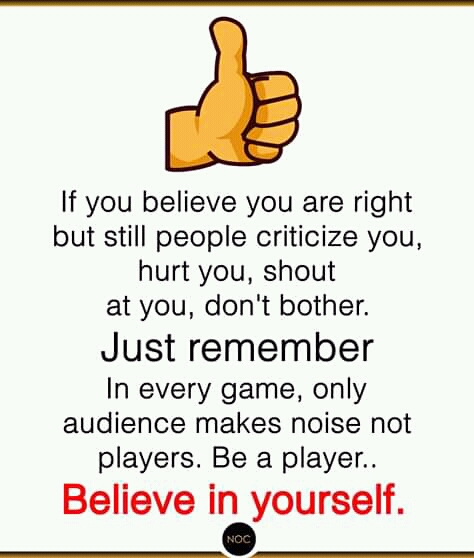 If you believe you are right
but still people criticize you,
hurt you, shout
at you, don't bother.
Just remember
In every game, only
audience makes noise not
players. Be a player..
Believe in yourself.
NOC